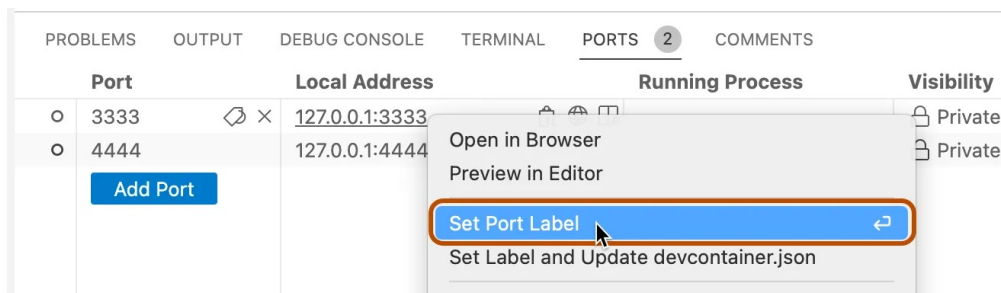 PROBLEMS OUTPUT DEBUG CONSOLE TERMINAL PORTS 2 COMMENTS
Port Local Address Running Process Visibility
3333 127.0.0.1:3333 Private
4444 127.0.0.1:4444 Private
Add Port
Open in Browser
Preview in Editor
Set Port Label
Set Label and Update devcontainer.json